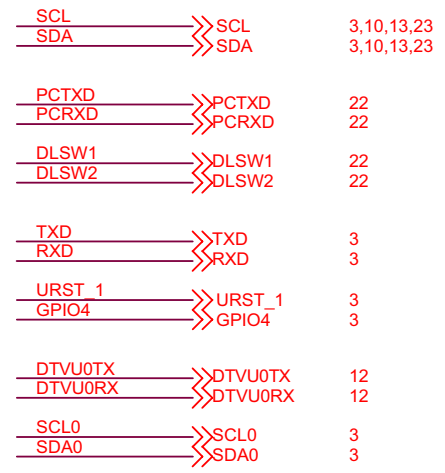 SCL SCL 3,10,13,23
SDA SDA 3,10,13,23
PCTXD PCTXD 22
PCRXD PCRXD 22
DLSW1 DLSW1 22
DLSW2 DLSW2 22
TXD TXD 3
RXD RXD 3
URST_1 URST_1 3
GPIO4 GPIO4 3
DTVU0TX DTVU0TX 12
DTVU0RX DTVU0RX 12
SCL0 SCL0 3
SDA0 SDA0 3